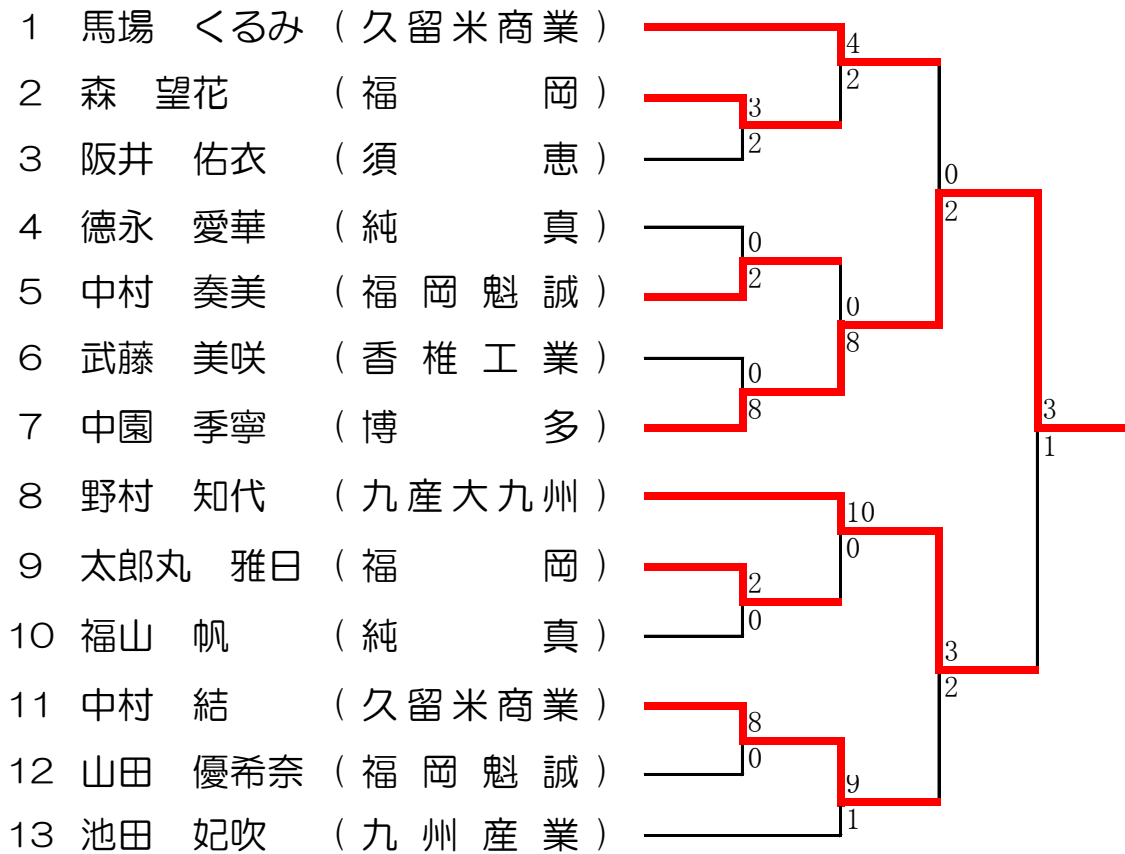 1 馬場 くるみ (久留米商業)
4
2
2 森 望花 (福 岡)
3
2
3 阪井 佑衣 (須 恵)
0
2
4 德永 愛華 (純 真)
0
2
5 中村 奏美 (福岡魁誠)
0
8
6 武藤 美咲 (香椎工業)
0
8
7 中園 季寧 (博 多)
3
1
8 野村 知代 (九産大九州)
10
0
9 太郎丸 雅日 (福 岡)
2
0
10 福山 帆 (純 真)
3
2
11 中村 結 (久留米商業)
8
0
12 山田 優希奈 (福岡魁誠)
9
1
13 池田 妃吹 (九州産業)